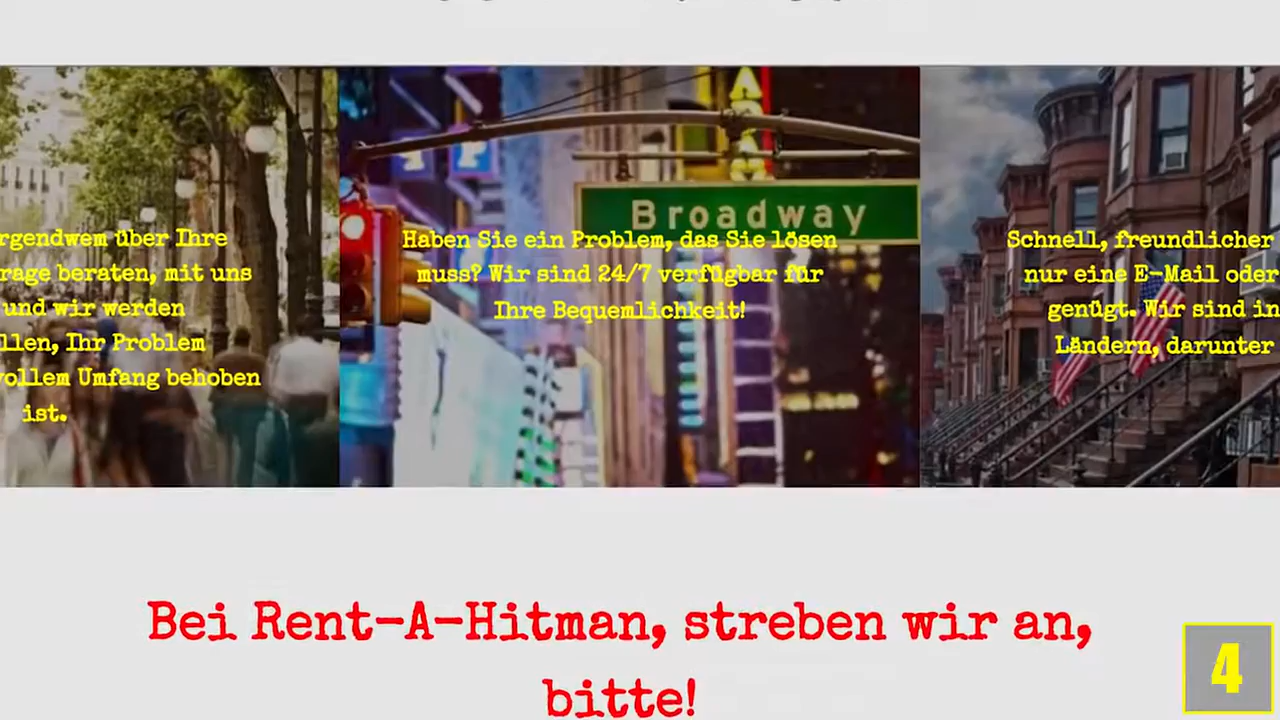 Broadway
rgendwem über Ihre
rage beraten, mit uns
und wir werden
llen, Ihr Problem
vollem Umfang behoben
ist.
Haben Sie ein Problem, das Sie lösen
muss? Wir sind 24/7 verfügbar für
Ihre Bequemlichkeit!
Schnell, freundlicher
nur eine E-Mail oder
genügt. Wir sind in
Ländern, darunter
Bei Rent-A-Hitman, streben wir an,
bitte!
4